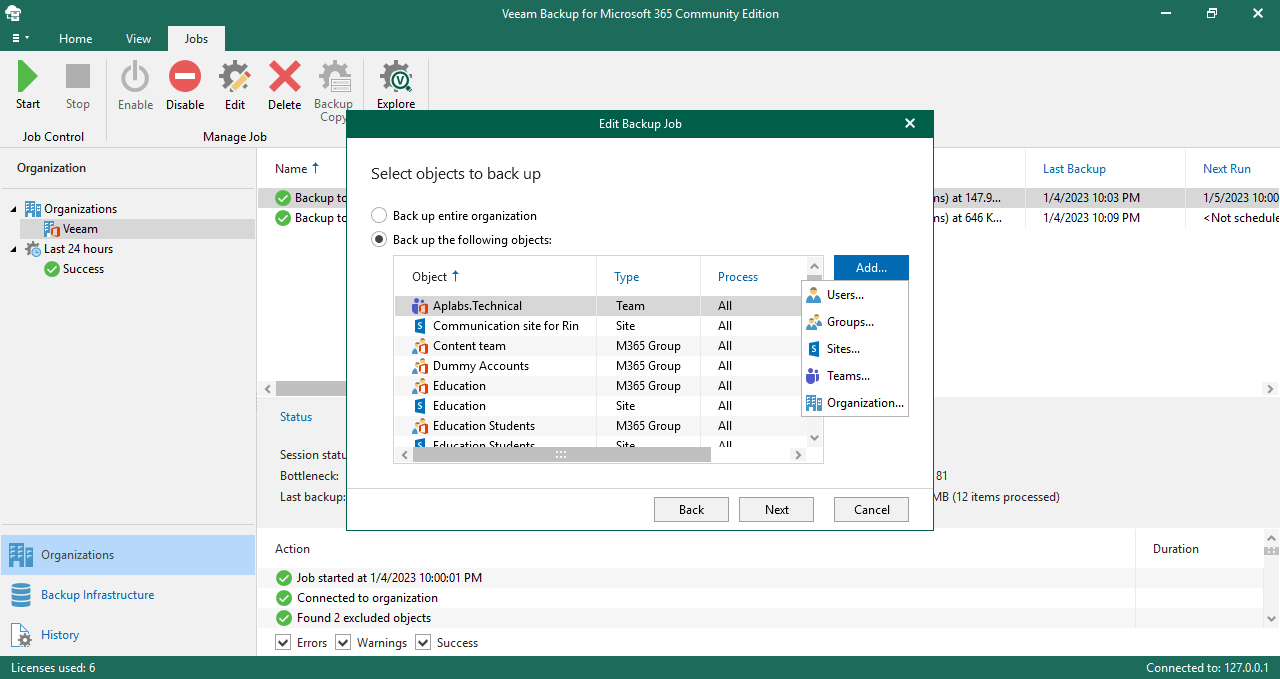 Veeam Backup for Microsoft 365 Community Edition
Home View Jobs
Start Stop Enable Disable Edit Delete Backup Copy Explore
Job Control Manage Job
Organization
Organizations
Veeam
Last 24 hours
Success
Name Last Backup Next Run
Backup to ns) at 147.9... 1/4/2023 10:03 PM 1/5/2023 10:00
Backup to ns) at 646 K... 1/4/2023 10:09 PM <Not schedule
Edit Backup Job
Select objects to back up
Back up entire organization
Back up the following objects:
Object Type Process
Aplabs.Technical Team All
Communication site for Rin Site All
Content team M365 Group All
Dummy Accounts M365 Group All
Education M365 Group All
Education Site All
Education Students M365 Group All
Education Students Site All
Add...
Users...
Groups...
Sites...
Teams...
Organization...
Back Next Cancel
Status
Session statu
Bottleneck: 81
Last backup: MB (12 items processed)
Action Duration
Job started at 1/4/2023 10:00:01 PM
Connected to organization
Found 2 excluded objects
Errors Warnings Success
Organizations
Backup Infrastructure
History
Licenses used: 6 Connected to: 127.0.0.1